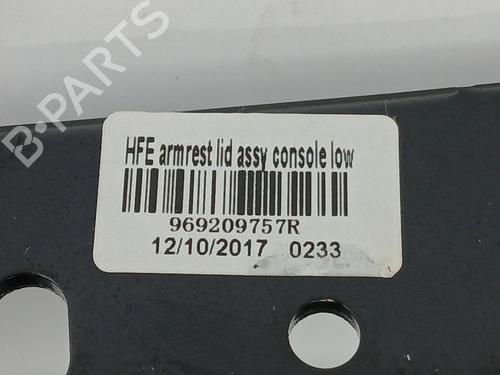 B-PARTS
HFE armrest lid assy console low
969209757R
12/10/2017 0233